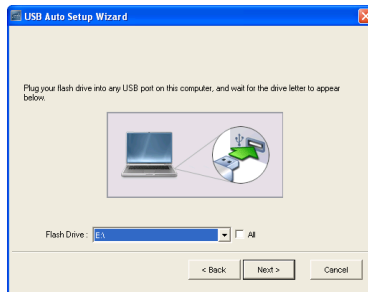 USB Auto Setup Wizard
Plug your flash drive into any USB port on this computer, and wait for the drive letter to appear
below.
Flash Drive : E:\ All
< Back Next > Cancel